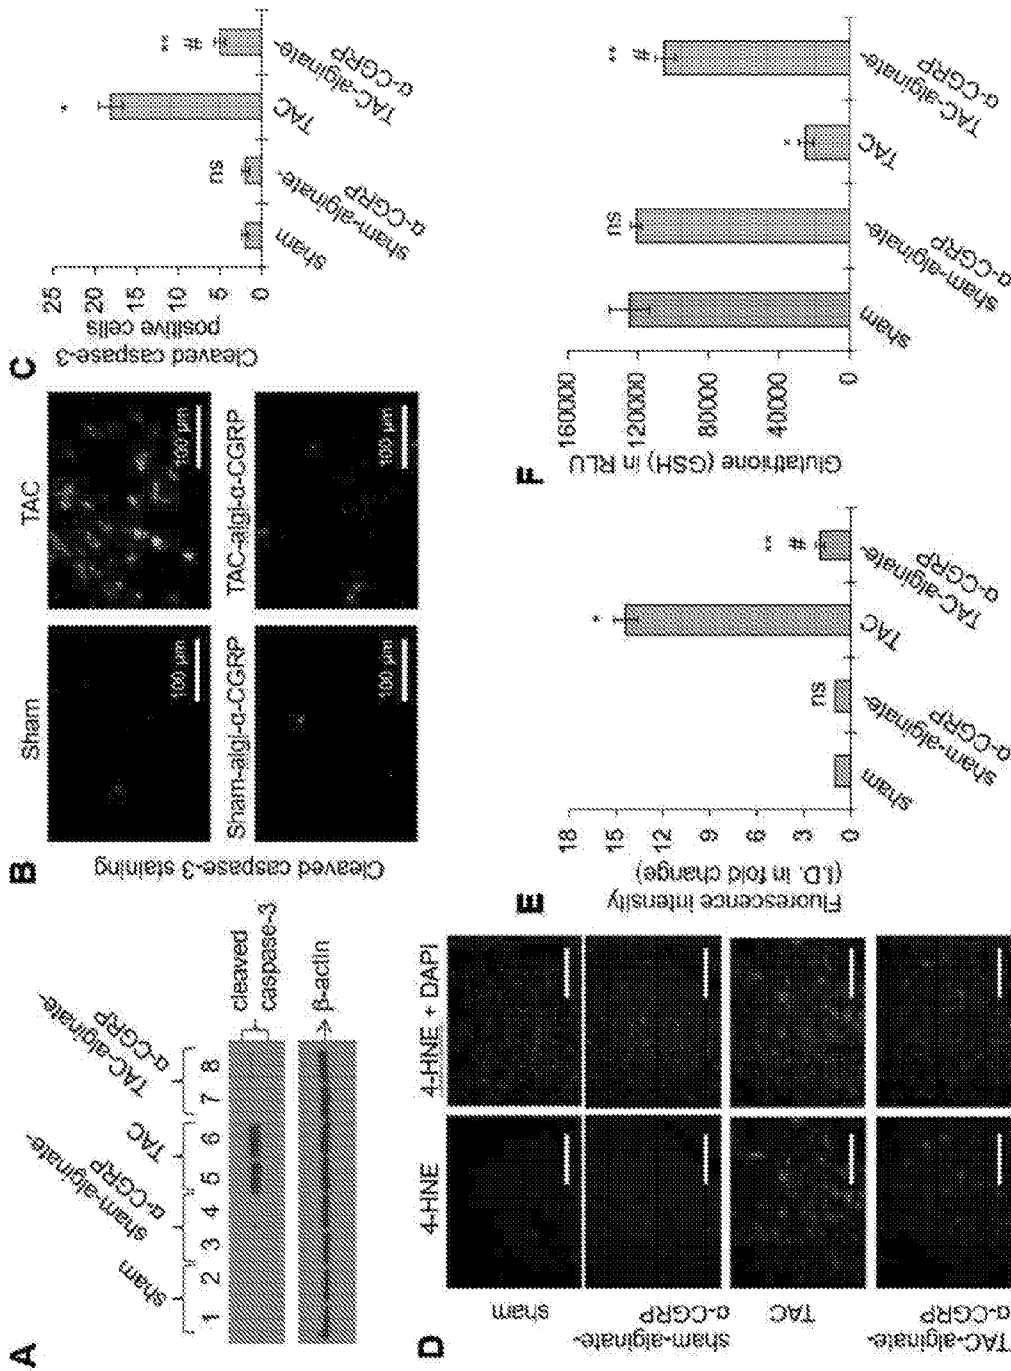 A
sham
sham-alginate-
α-CGRP
TAC
TAC-alginate-
α-CGRP
1 2 3 4 5 6 7 8
cleaved
caspase-3
β-actin
B
Cleaved caspase-3 staining
Sham
TAC
100 µm
100 µm
Sham-algi-α-CGRP
TAC-algi-α-CGRP
100 µm
100 µm
C
Cleaved caspase-3
positive cells
25
20
15
10
5
0
ns
*
**
#
sham
sham-alginate-
α-CGRP
TAC
TAC-alginate-
α-CGRP
D
4-HNE
4-HNE + DAPI
sham
sham-alginate-
α-CGRP
TAC
TAC-alginate-
α-CGRP
E
Fluorescence intensity
(I.D. in fold change)
18
15
12
9
6
3
0
ns
*
**
#
sham
sham-alginate-
α-CGRP
TAC
TAC-alginate-
α-CGRP
F
Glutathione (GSH) in RLU
160000
120000
80000
40000
0
ns
*
**
#
sham
sham-alginate-
α-CGRP
TAC
TAC-alginate-
α-CGRP